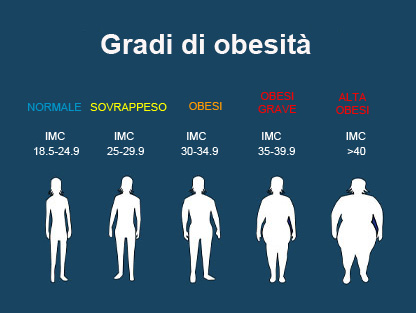 Gradi di obesità
NORMALE
SOVRAPPESO
OBESI
OBESI
GRAVE
ALTA
OBESI
IMC
18.5-24.9
IMC
25-29.9
IMC
30-34.9
IMC
35-39.9
IMC
>40